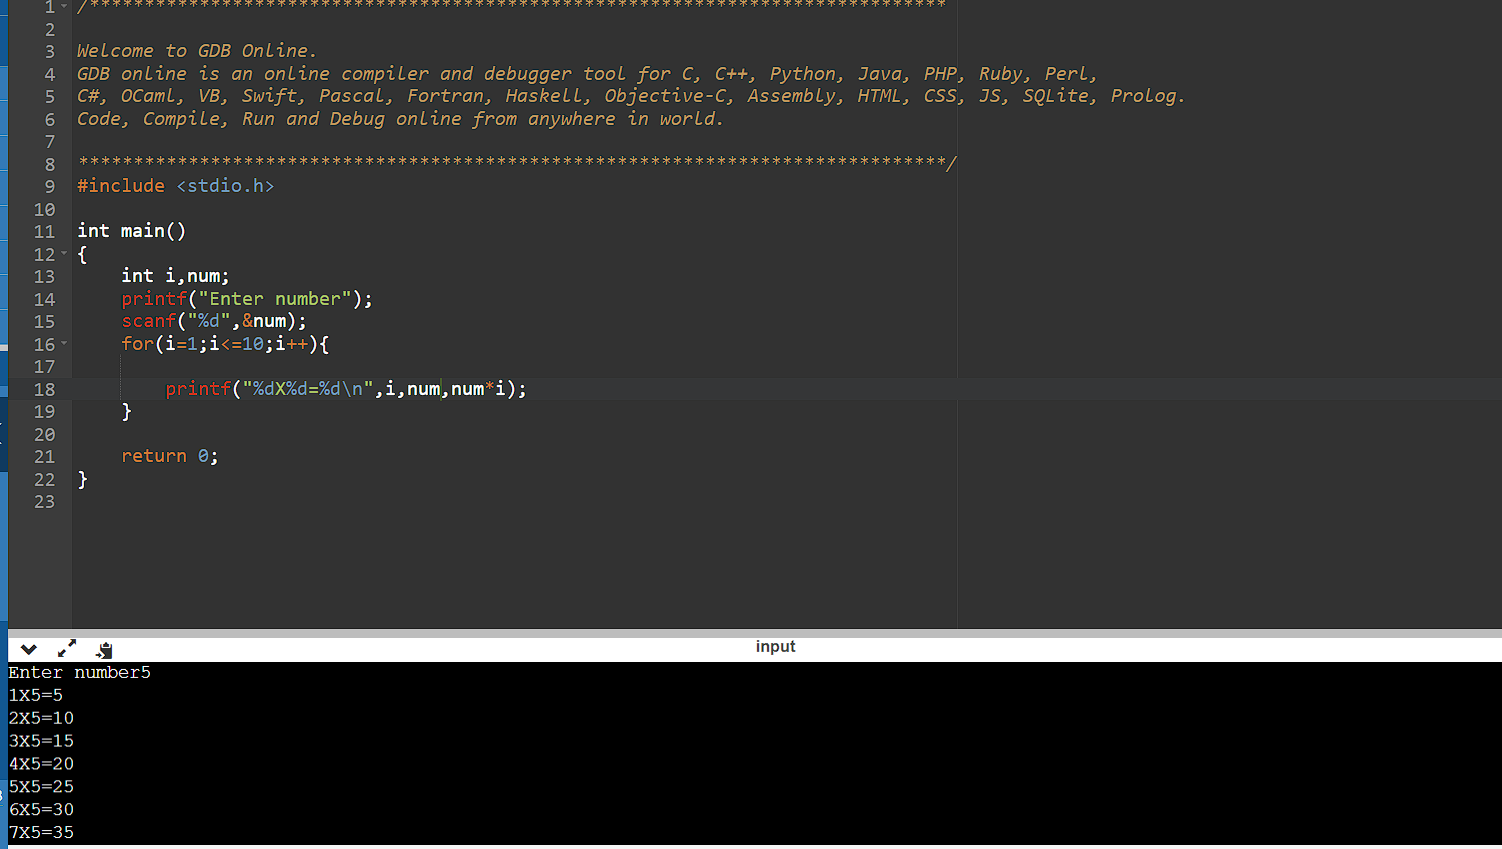 1 /******************************************************************************
2
3 Welcome to GDB Online.
4 GDB online is an online compiler and debugger tool for C, C++, Python, Java, PHP, Ruby, Perl,
5 C#, OCaml, VB, Swift, Pascal, Fortran, Haskell, Objective-C, Assembly, HTML, CSS, JS, SQLite, Prolog.
6 Code, Compile, Run and Debug online from anywhere in world.
7
8 *******************************************************************************/
9 #include <stdio.h>
10
11 int main()
12 {
13     int i,num;
14     printf("Enter number");
15     scanf("%d",&num);
16     for(i=1;i<=10;i++){
17
18         printf("%dX%d=%d\n",i,num,num*i);
19     }
20
21     return 0;
22 }
23
input
Enter number5
1X5=5
2X5=10
3X5=15
4X5=20
5X5=25
6X5=30
7X5=35